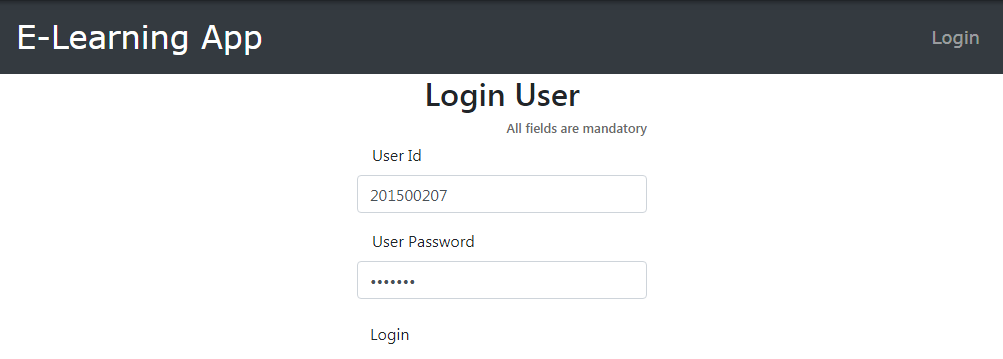 E-Learning App Login
Login User
All fields are mandatory
User Id
201500207
User Password
•••••••
Login